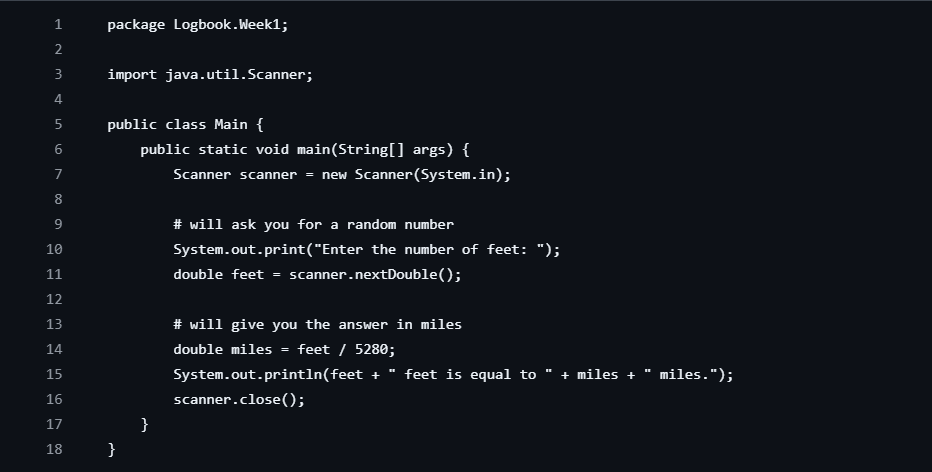 1 package Logbook.Week1;
2
3 import java.util.Scanner;
4
5 public class Main {
6     public static void main(String[] args) {
7         Scanner scanner = new Scanner(System.in);
8
9         # will ask you for a random number
10         System.out.print("Enter the number of feet: ");
11         double feet = scanner.nextDouble();
12
13         # will give you the answer in miles
14         double miles = feet / 5280;
15         System.out.println(feet + " feet is equal to " + miles + " miles.");
16         scanner.close();
17     }
18 }